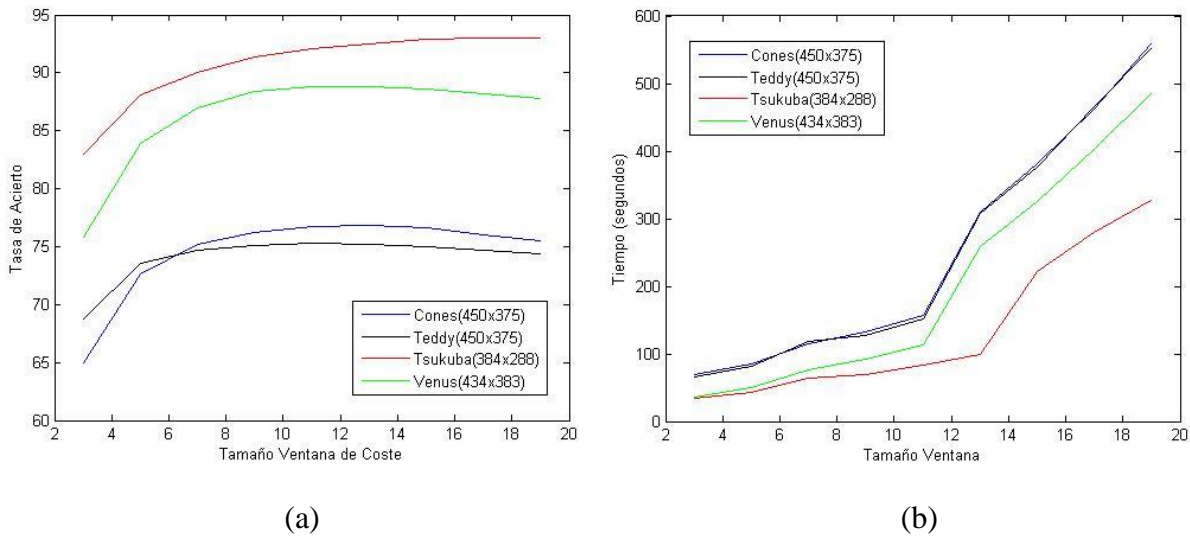 95
90
85
80
75
70
65
60
Tasa de Acierto
Cones(450x375)
Teddy(450x375)
Tsukuba(384x288)
Venus(434x383)
2 4 6 8 10 12 14 16 18 20
Tamaño Ventana de Coste
(a)
600
500
400
300
200
100
0
Tiempo (segundos)
Cones(450x375)
Teddy(450x375)
Tsukuba(384x288)
Venus(434x383)
2 4 6 8 10 12 14 16 18 20
Tamaño Ventana
(b)